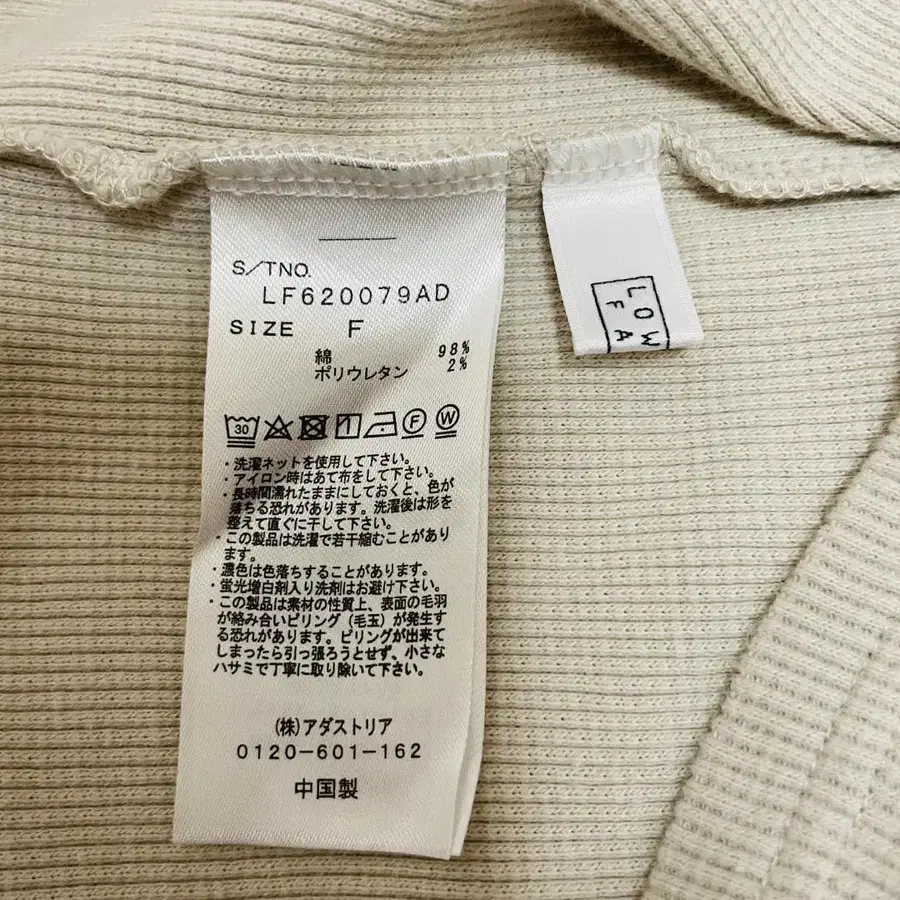 S/TNO.
LF620079AD
SIZE F
綿 98%
ポリウレタン 2%
30 1 F W
・洗濯ネットを使用して下さい。
・アイロン時はあて布をして下さい。
・長時間濡れたままにしておくと、色が
落ちる恐れがあります。洗濯後は形を
整えて直ぐに干して下さい。
・この製品は洗濯で若干縮むことがあり
ます。
・濃色は色落ちすることがあります。
・蛍光増白剤入り洗剤はお避け下さい。
・この製品は素材の性質上、表面の毛羽
が絡み合いピリング（毛玉）が発生す
る恐れがあります。ピリングが出来て
しまったら引っ張ろうとせず、小さな
ハサミで丁寧に取り除いて下さい。
(株)アダストリア
0120-601-162
中国製
LOW
F A